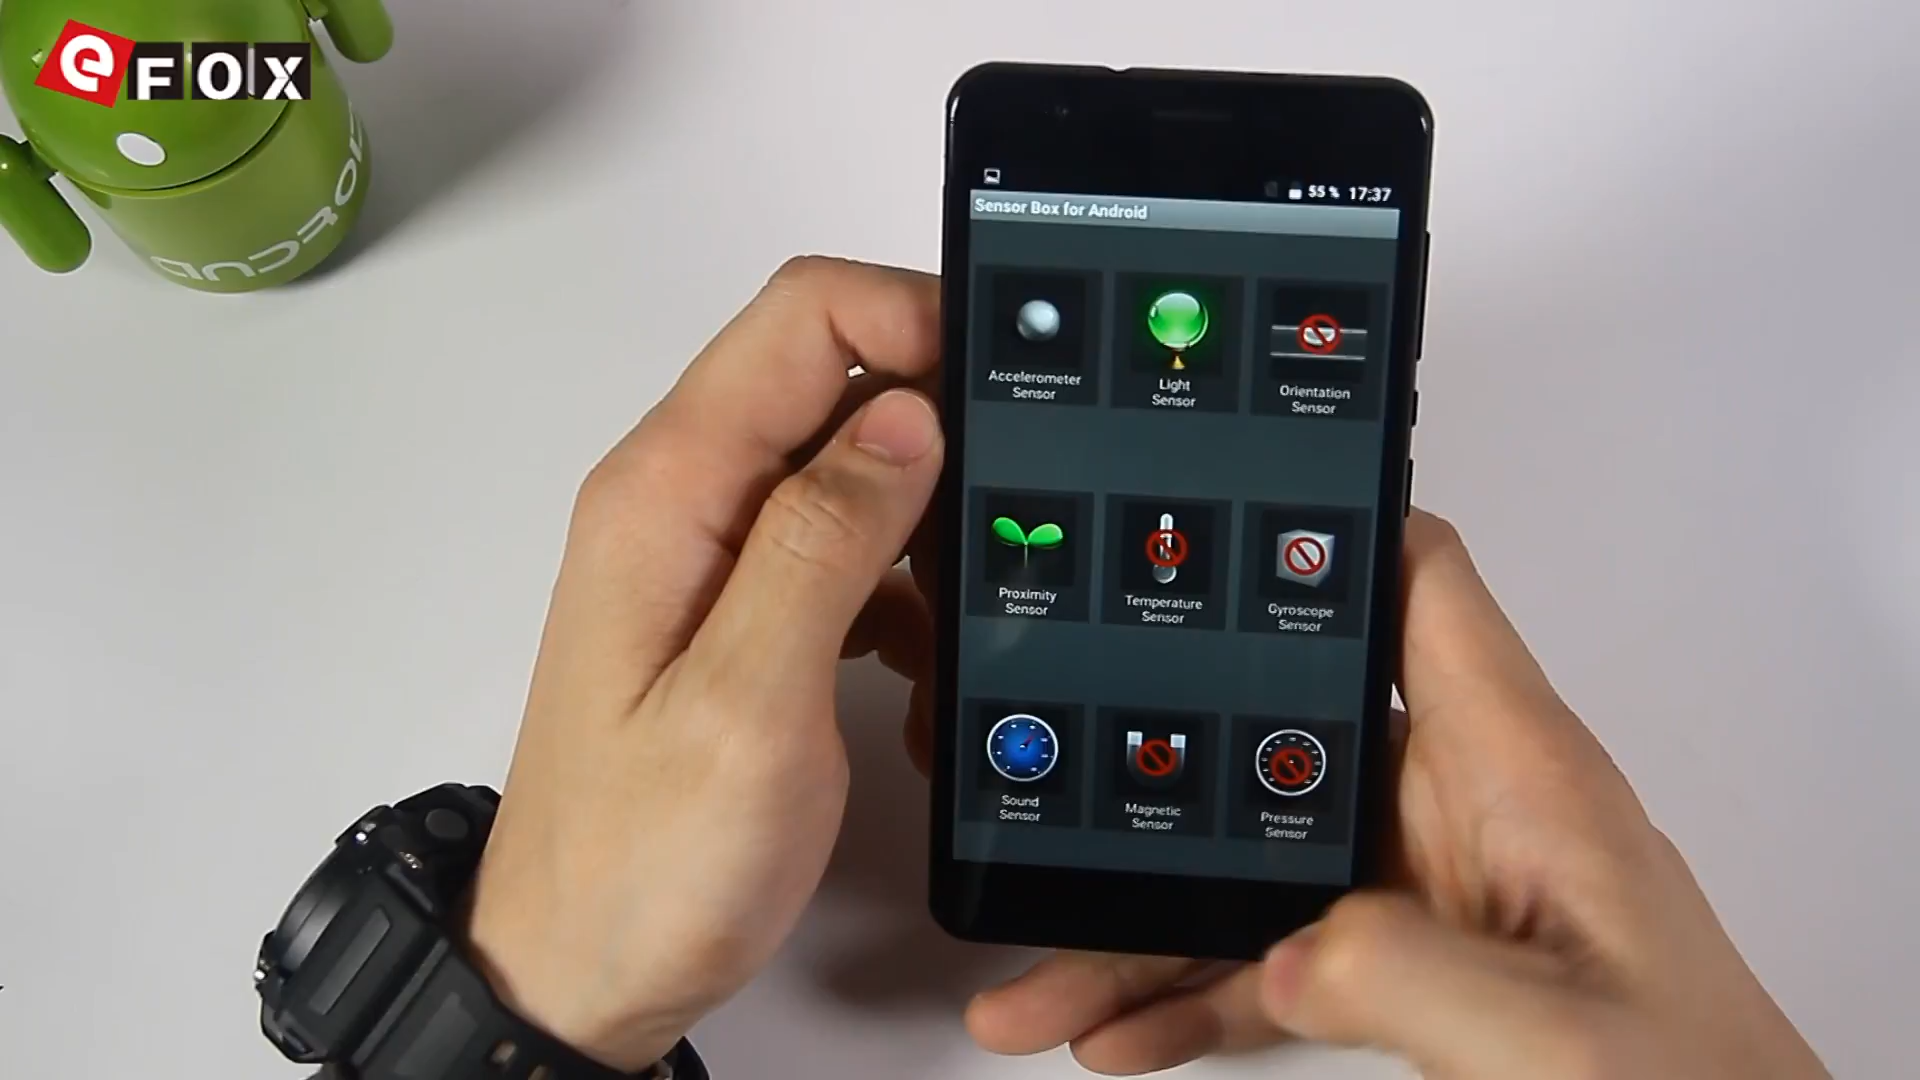 eFOX
ANDROID
55 % 17:37
Sensor Box for Android
Accelerometer
Sensor
Light
Sensor
Orientation
Sensor
Proximity
Sensor
Temperature
Sensor
Gyroscope
Sensor
Sound
Sensor
Magnetic
Sensor
Pressure
Sensor